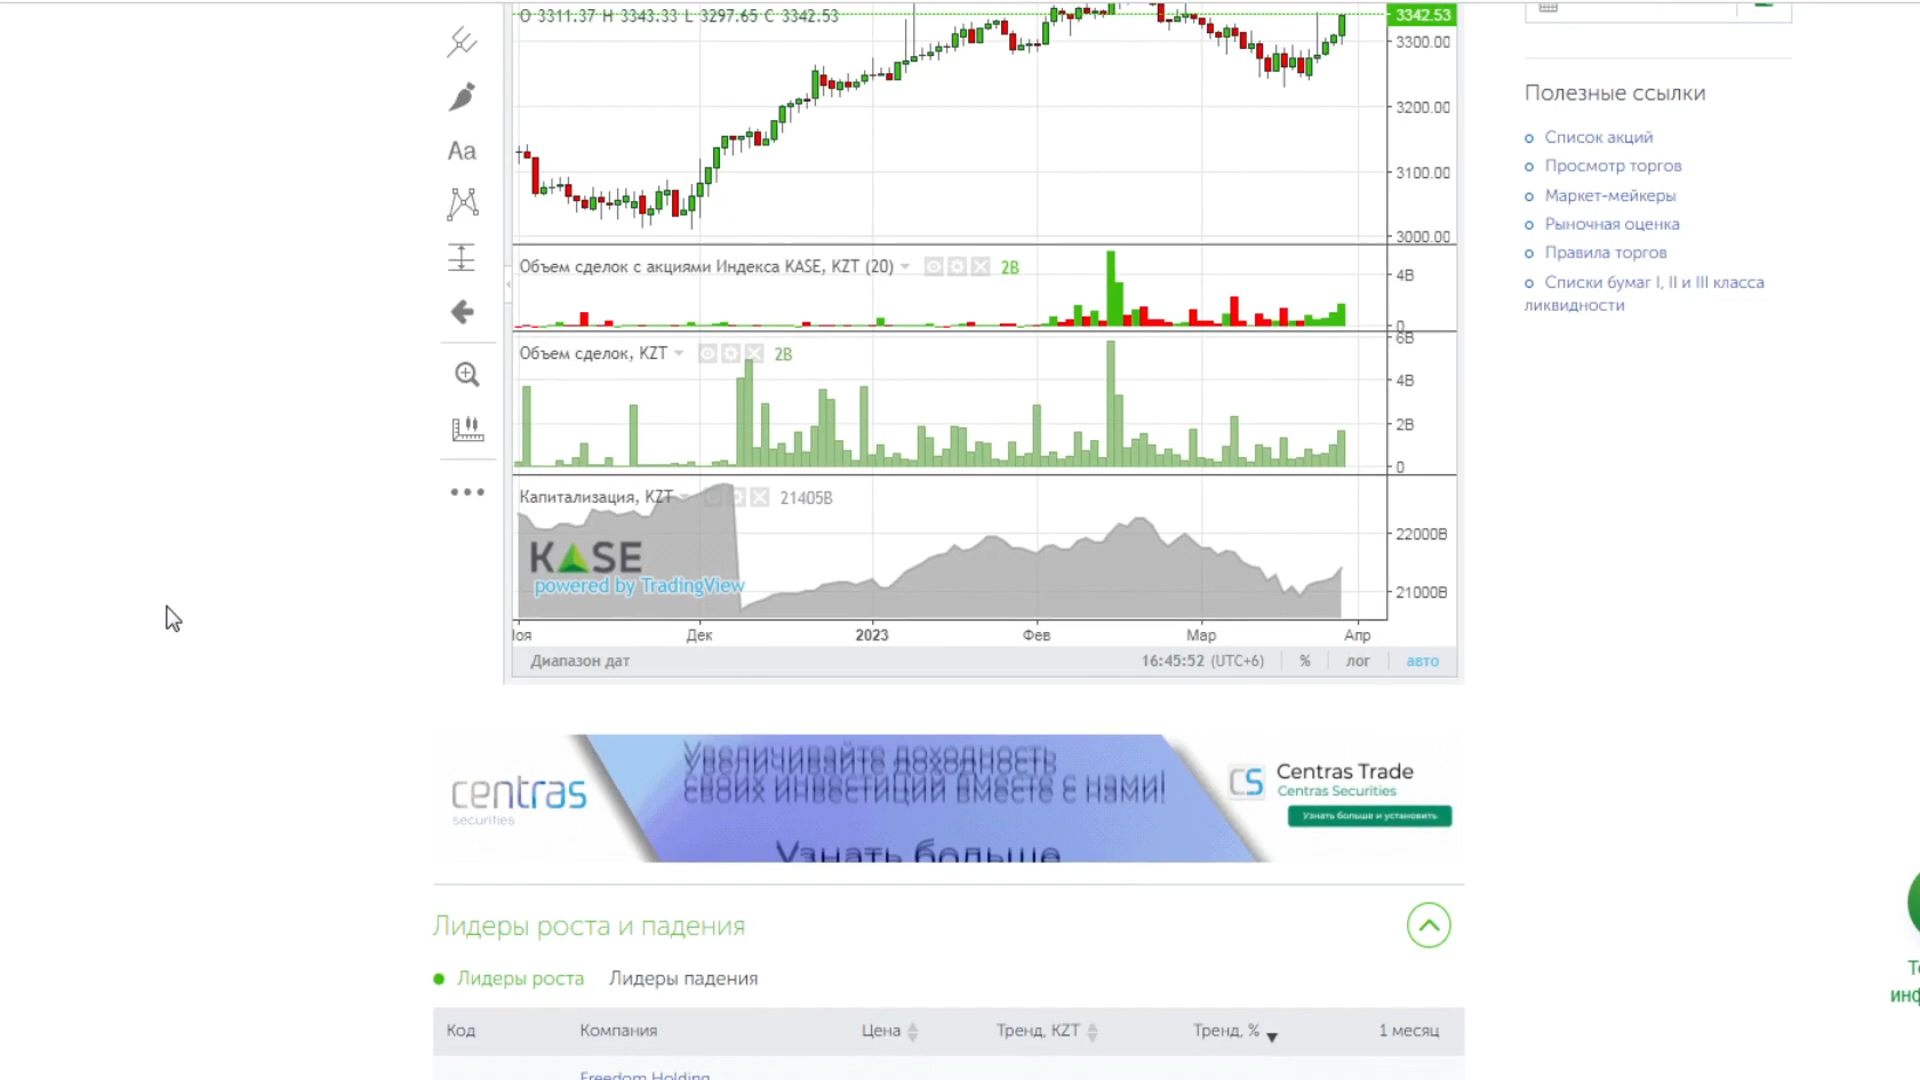 O 3311.37 H 3343.33 L 3297.65 C 3342.53
3342.53
3300.00
3200.00
3100.00
3000.00
Aa
Объем сделок с акциями Индекса KASE, KZT (20)
2B
4B
0
Объем сделок, KZT
2B
6B
4B
2B
0
Капитализация, KZT
21405B
22000B
21000B
KASE
powered by TradingView
Дек
2023
Фев
Мар
Апр
Диапазон дат
16:45:52 (UTC+6)
%
лог
авто
Полезные ссылки
Список акций
Просмотр торгов
Маркет-мейкеры
Рыночная оценка
Правила торгов
Списки бумаг I, II и III класса
ликвидности
centras
securities
Увеличивайте доходность
своих инвестиций вместе с нами!
Узнать больше
CS
Centras Trade
Centras Securities
Узнать больше и установить
Лидеры роста и падения
Лидеры роста
Лидеры падения
Код
Компания
Цена
Тренд, KZT
Тренд, %
1 месяц
Freedom Holding